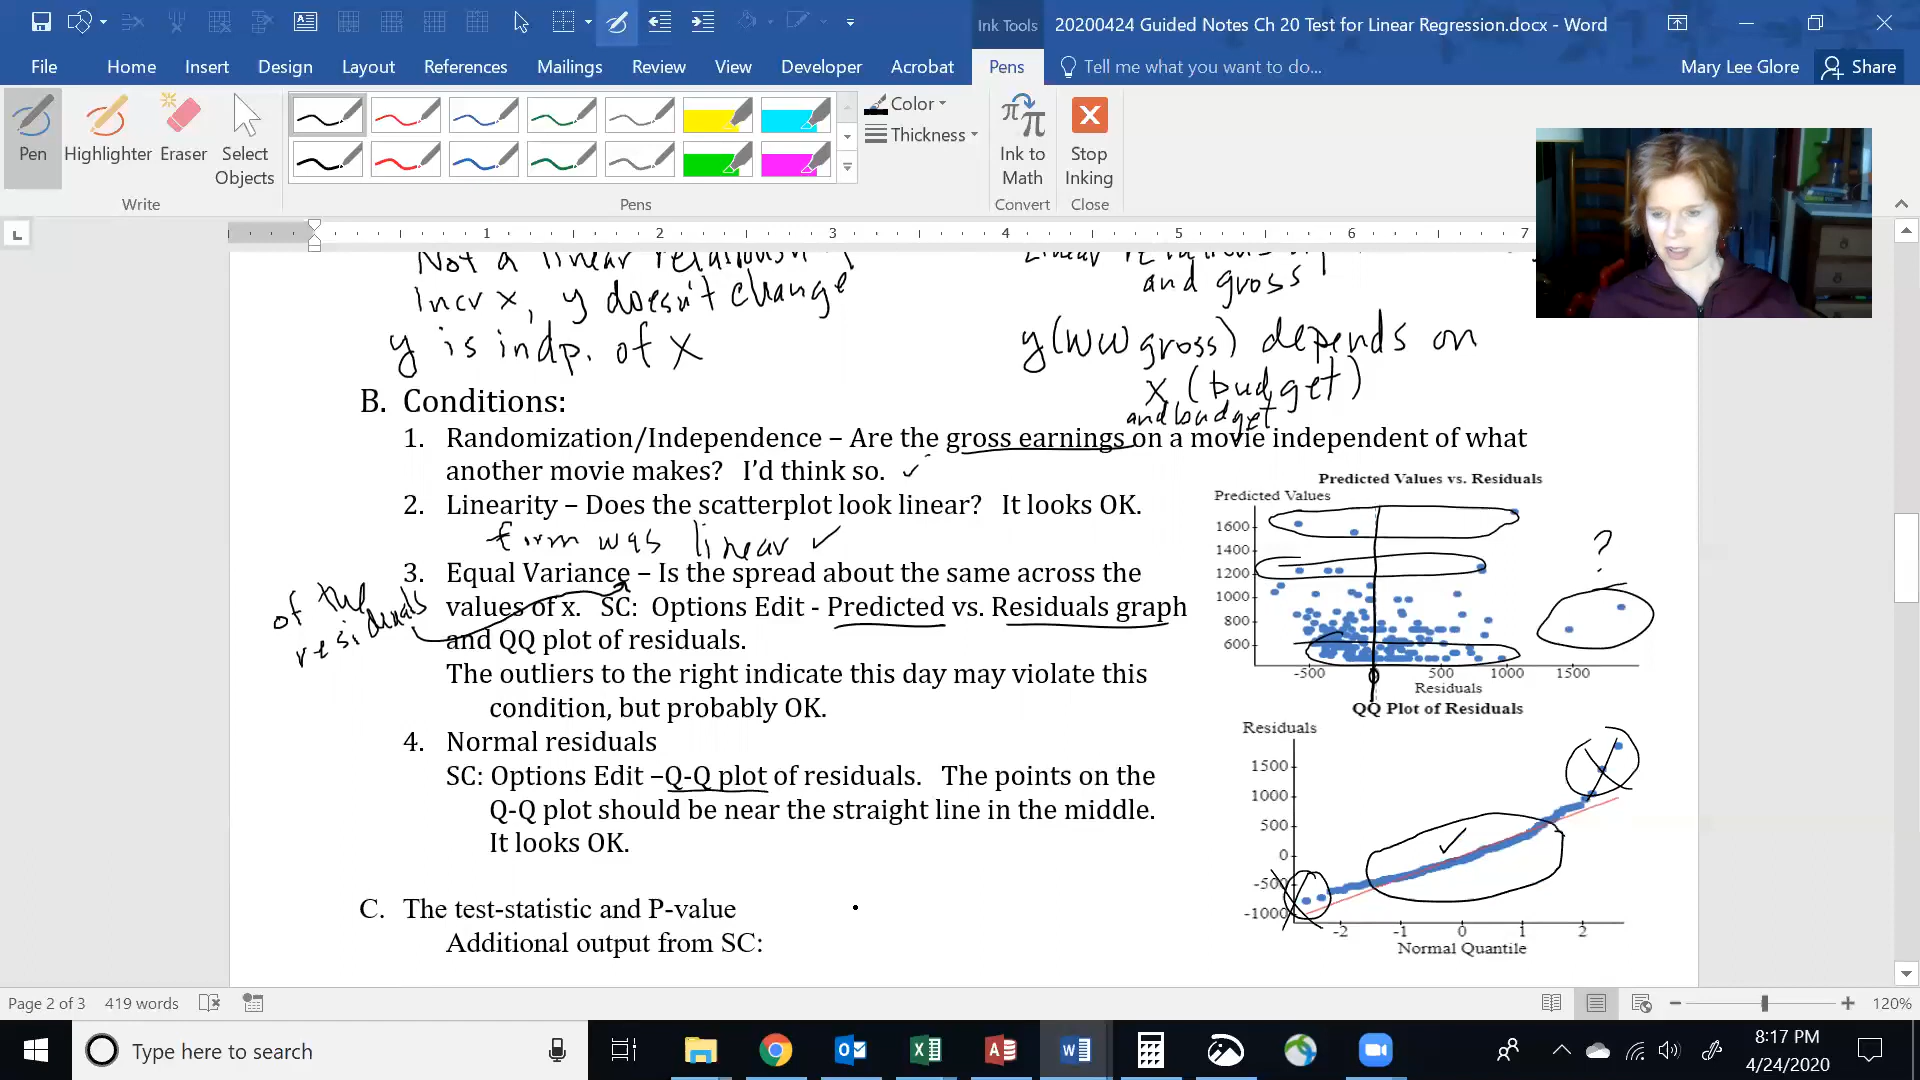 Ink Tools
20200424 Guided Notes Ch 20 Test for Linear Regression.docx - Word
File Home Insert Design Layout References Mailings Review View Developer Acrobat Pens Tell me what you want to do... Mary Lee Glore Share
Pen Highlighter Eraser Select Objects
Color
Thickness
Ink to Math
Stop Inking
Write Pens Convert Close
L 1 2 3 4 5 6 7
Not a linear
Incr x, y doesn't change
y is indp. of x
and gross
y (ww gross) depends on
x (budget)
B. Conditions:
and budget
1. Randomization/Independence – Are the gross earnings on a movie independent of what
another movie makes? I'd think so. ✓
2. Linearity – Does the scatterplot look linear? It looks OK.
form was linear ✓
3. Equal Variance – Is the spread about the same across the
values of x. SC: Options Edit - Predicted vs. Residuals graph
and QQ plot of residuals.
of the
residuals
The outliers to the right indicate this day may violate this
condition, but probably OK.
4. Normal residuals
SC: Options Edit –Q-Q plot of residuals. The points on the
Q-Q plot should be near the straight line in the middle.
It looks OK.
C. The test-statistic and P-value
Additional output from SC:
Predicted Values vs. Residuals
Predicted Values
1600
1400
1200
1000
800
600
-500 0 500 1000 1500
Residuals
?
QQ Plot of Residuals
Residuals
1500
1000
500
0
-500
-1000
-2 -1 0 1 2
Normal Quantile
✓
Page 2 of 3 419 words 120%
Type here to search
8:17 PM
4/24/2020